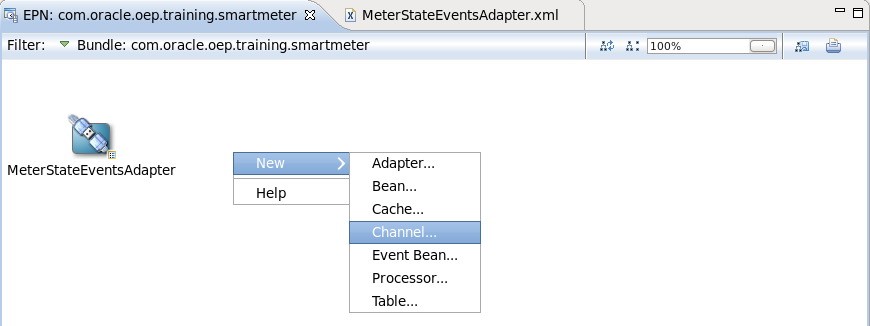 EPN: com.oracle.oep.training.smartmeter
MeterStateEventsAdapter.xml
Filter: Bundle: com.oracle.oep.training.smartmeter
100%
MeterStateEventsAdapter
New
Help
Adapter...
Bean...
Cache...
Channel...
Event Bean...
Processor...
Table...